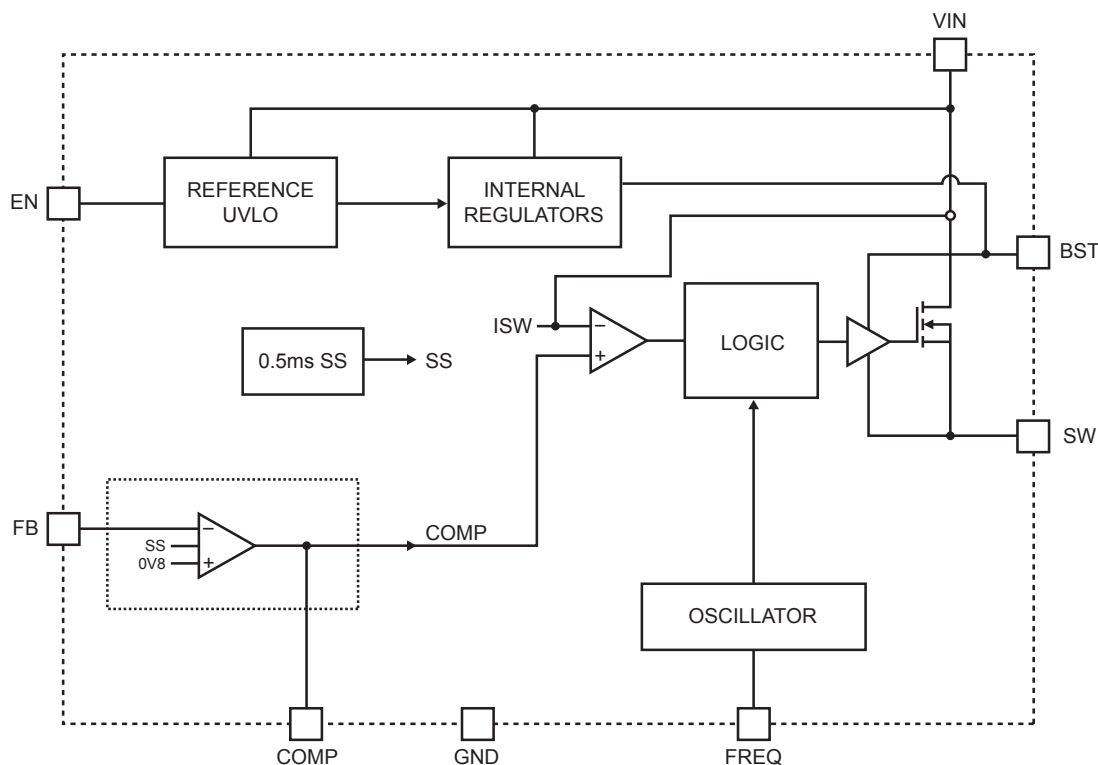 VIN
EN
REFERENCE
UVLO
INTERNAL
REGULATORS
BST
ISW
−
+
LOGIC
0.5ms SS
SS
SW
FB
−
SS
0V8
+
COMP
OSCILLATOR
COMP
GND
FREQ